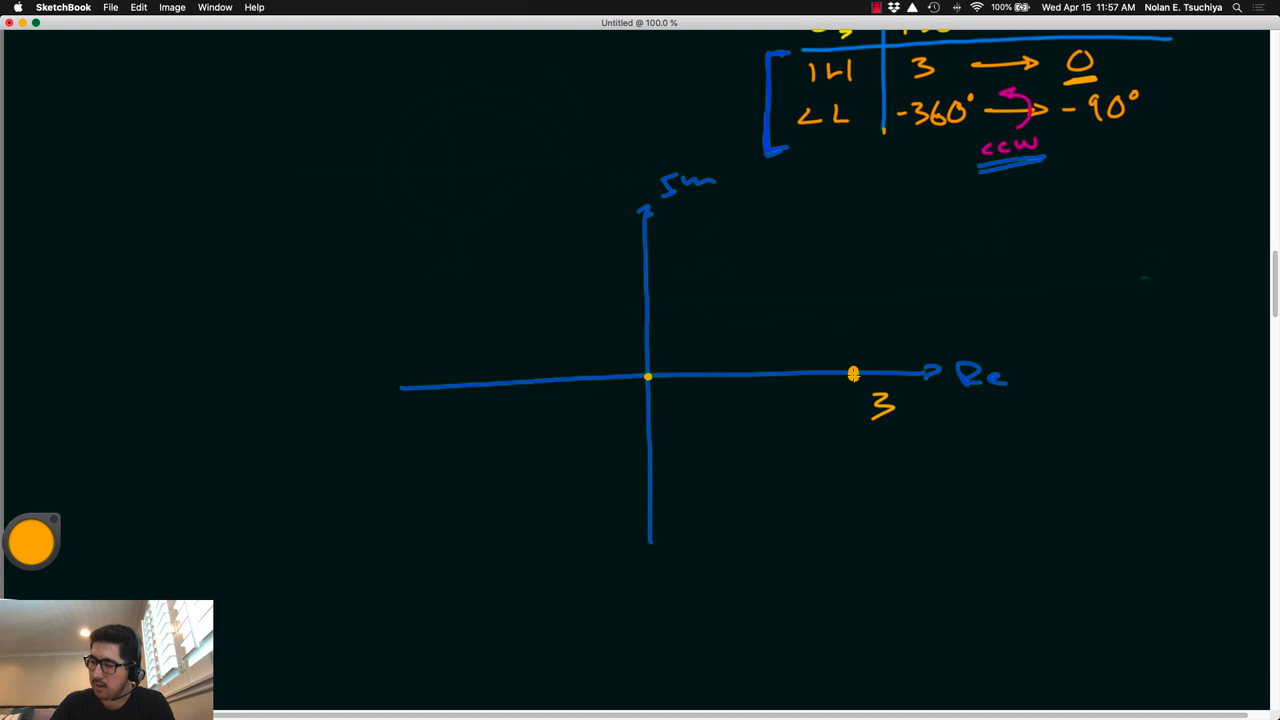 SketchBook File Edit Image Window Help 100% Wed Apr 15 11:57 AM Nolan E. Tsuchiya
Untitled @ 100.0 %
|L| 3 → 0
∠L -360° → -90°
CCW
Im
Re
3